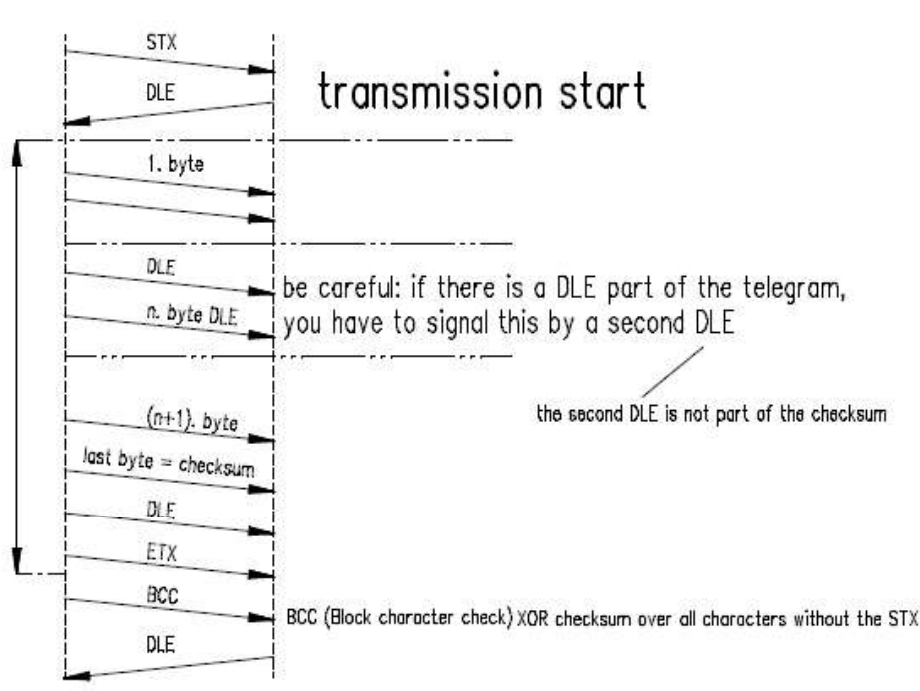 STX
DLE
transmission start
1. byte
DLE
n. byte DLE
be careful: if there is a DLE part of the telegram,
you have to signal this by a second DLE
the second DLE is not part of the checksum
(n+1). byte
last byte = checksum
DLE
ETX
BCC
BCC (Block character check) XOR checksum over all characters without the STX
DLE